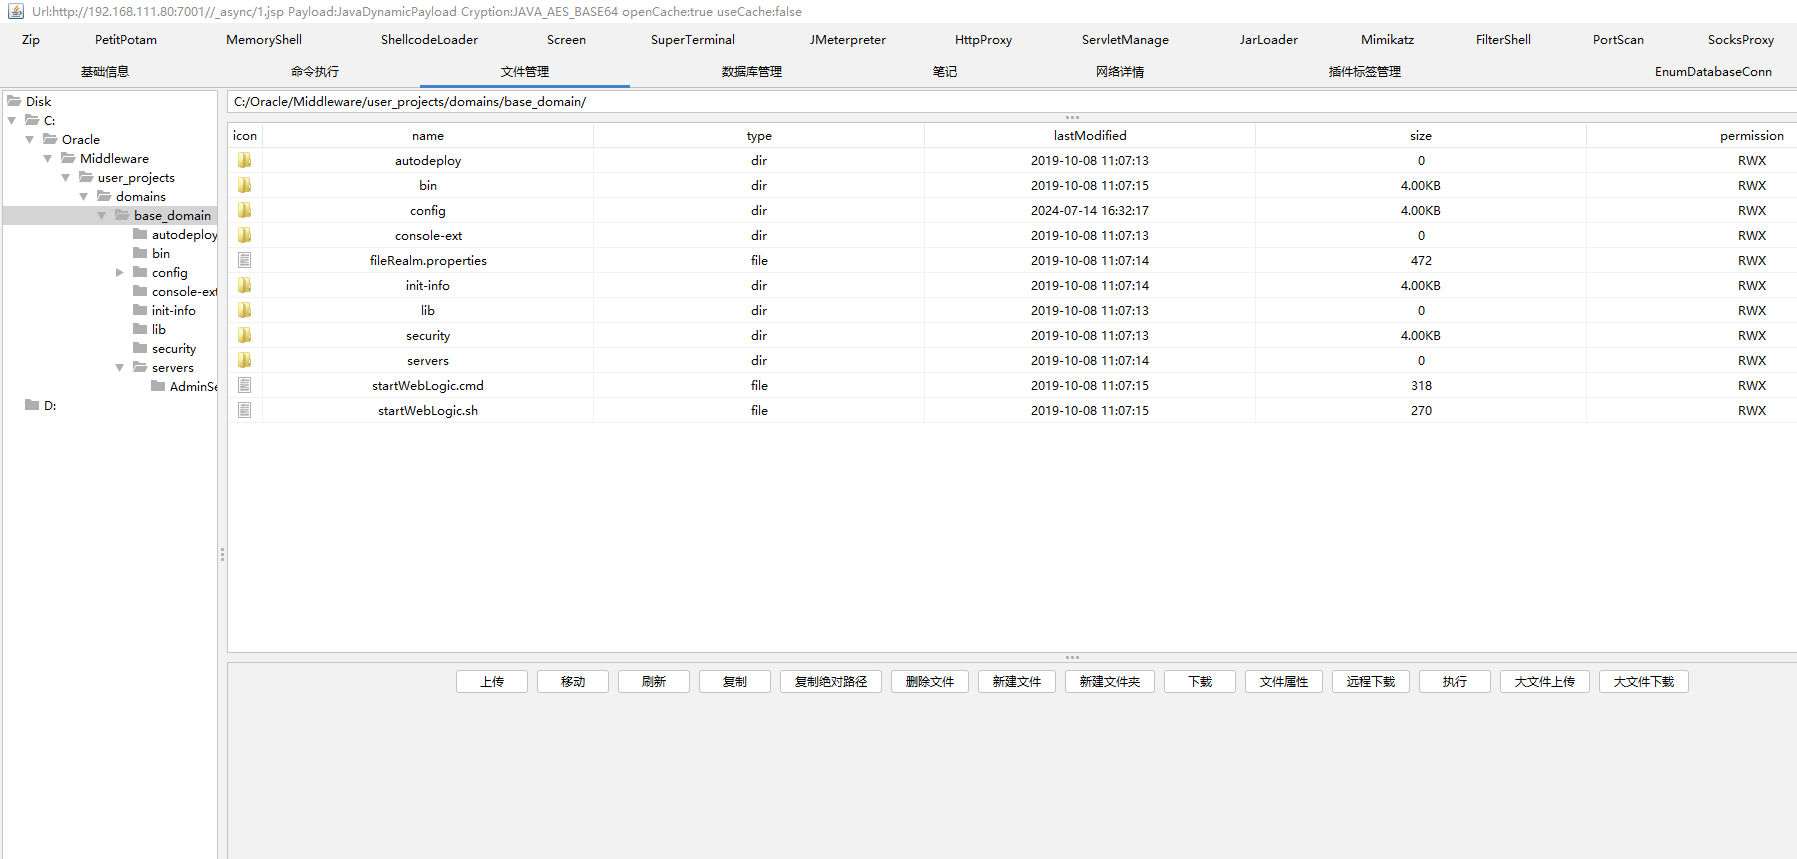 Url:http://192.168.111.80:7001//_async/1.jsp Payload:JavaDynamicPayload Cryption:JAVA_AES_BASE64 openCache:true useCache:false
Zip PetitPotam MemoryShell ShellcodeLoader Screen SuperTerminal JMeterpreter HttpProxy ServletManage JarLoader Mimikatz FilterShell PortScan SocksProxy
基础信息 命令执行 文件管理 数据库管理 笔记 网络详情 插件标签管理 EnumDatabaseConn
Disk
C:
Oracle
Middleware
user_projects
domains
base_domain
autodeploy
bin
config
console-ext
init-info
lib
security
servers
AdminSe
D:
C:/Oracle/Middleware/user_projects/domains/base_domain/
icon name type lastModified size permission
autodeploy dir 2019-10-08 11:07:13 0 RWX
bin dir 2019-10-08 11:07:15 4.00KB RWX
config dir 2024-07-14 16:32:17 4.00KB RWX
console-ext dir 2019-10-08 11:07:13 0 RWX
fileRealm.properties file 2019-10-08 11:07:14 472 RWX
init-info dir 2019-10-08 11:07:14 4.00KB RWX
lib dir 2019-10-08 11:07:13 0 RWX
security dir 2019-10-08 11:07:13 4.00KB RWX
servers dir 2019-10-08 11:07:14 0 RWX
startWebLogic.cmd file 2019-10-08 11:07:15 318 RWX
startWebLogic.sh file 2019-10-08 11:07:15 270 RWX
上传 移动 刷新 复制 复制绝对路径 删除文件 新建文件 新建文件夹 下载 文件属性 远程下载 执行 大文件上传 大文件下载